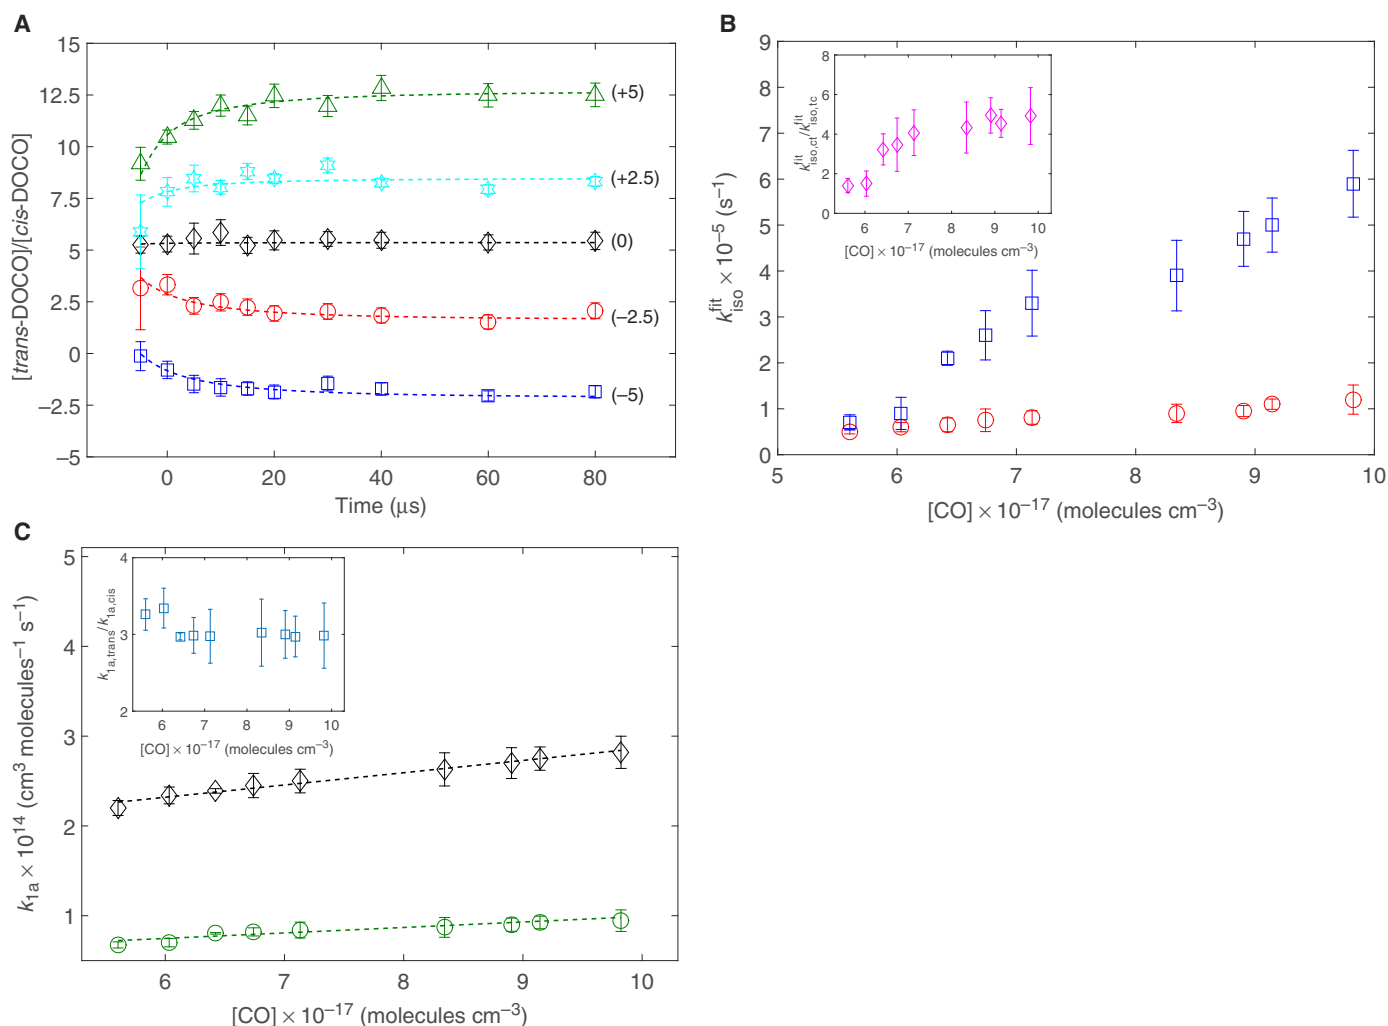 A
15
12.5
10
7.5
5
2.5
0
−2.5
−5
[trans-DOCO]/[cis-DOCO]
(+5)
(+2.5)
(0)
(−2.5)
(−5)
0 20 40 60 80
Time (μs)
B
9
8
7
6
5
4
3
2
1
0
k^fit_iso × 10^−5 (s^−1)
5 6 7 8 9 10
[CO] × 10^−17 (molecules cm^−3)
8
6
4
2
0
k^fit_iso,ct/k^fit_iso,tc
6 7 8 9 10
[CO] × 10^−17 (molecules cm^−3)
C
5
4
3
2
1
k_1a × 10^14 (cm^3 molecules^−1 s^−1)
6 7 8 9 10
[CO] × 10^−17 (molecules cm^−3)
4
3
2
k_1a,trans/k_1a,cis
6 7 8 9 10
[CO] × 10^−17 (molecules cm^−3)